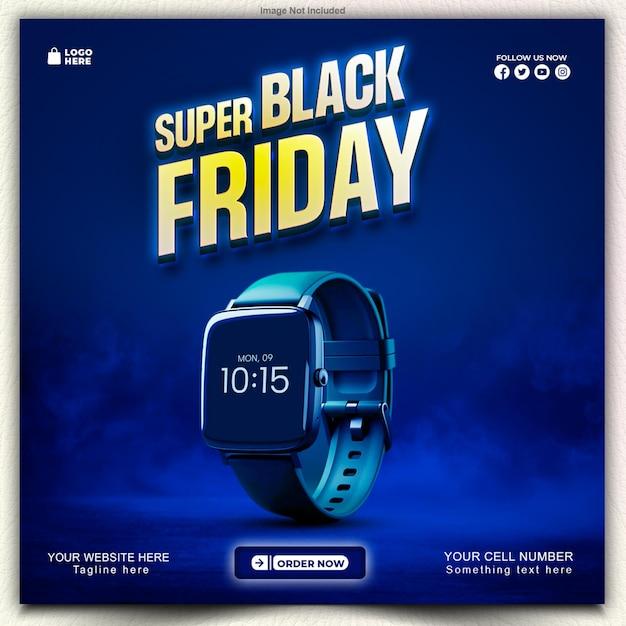 Image Not Included
LOGO
HERE
FOLLOW US NOW
SUPER BLACK
FRIDAY
MON, 09
10:15
YOUR WEBSITE HERE
Tagline here
ORDER NOW
YOUR CELL NUMBER
Something text here